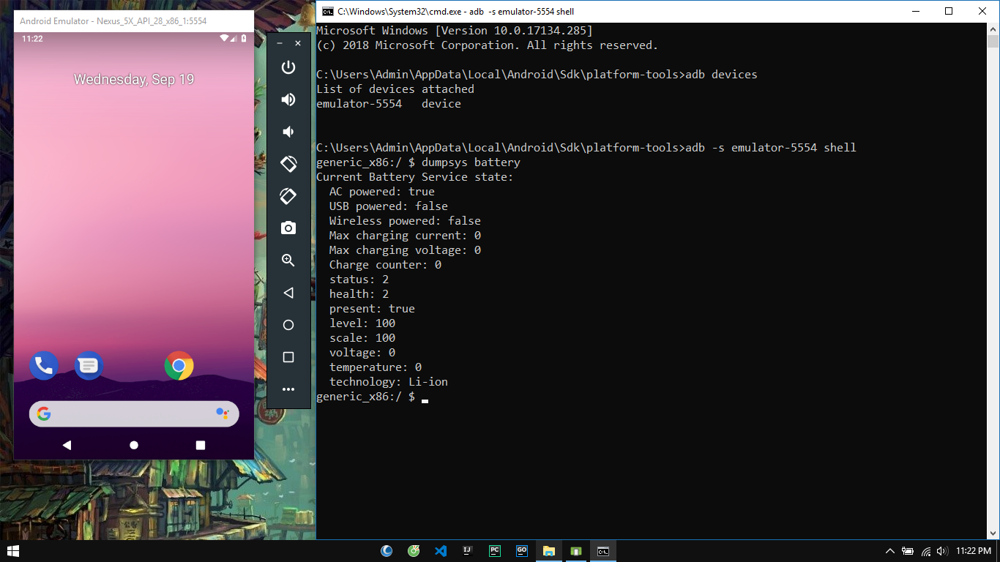 Android Emulator - Nexus_5X_API_28_x86_1:5554
11:22
Wednesday, Sep 19
C:\Windows\System32\cmd.exe - adb  -s emulator-5554 shell
Microsoft Windows [Version 10.0.17134.285]
(c) 2018 Microsoft Corporation. All rights reserved.
C:\Users\Admin\AppData\Local\Android\Sdk\platform-tools>adb devices
List of devices attached
emulator-5554   device
C:\Users\Admin\AppData\Local\Android\Sdk\platform-tools>adb -s emulator-5554 shell
generic_x86:/ $ dumpsys battery
Current Battery Service state:
  AC powered: true
  USB powered: false
  Wireless powered: false
  Max charging current: 0
  Max charging voltage: 0
  Charge counter: 0
  status: 2
  health: 2
  present: true
  level: 100
  scale: 100
  voltage: 0
  temperature: 0
  technology: Li-ion
generic_x86:/ $
IJ
PC
GO
C:\.
11:22 PM